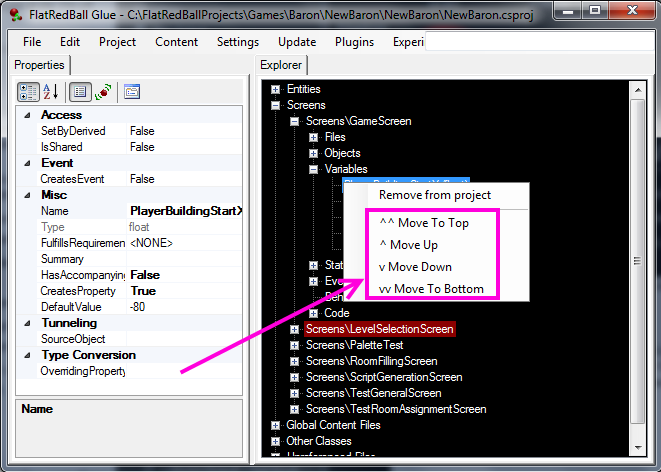 FlatRedBall Glue - C:\FlatRedBallProjects\Games\Baron\NewBaron\NewBaron\NewBaron.csproj
File Edit Project Content Settings Update Plugins Experi
Properties
Explorer
Access
SetByDerived False
IsShared False
Event
CreatesEvent False
Misc
Name PlayerBuildingStartX
Type float
FulfillsRequiremen <NONE>
Summary
HasAccompanying False
CreatesProperty True
DefaultValue -80
Tunneling
SourceObject
Type Conversion
OverridingProperty
Name
Entities
Screens
Screens\GameScreen
Files
Objects
Variables
Remove from project
^^ Move To Top
^ Move Up
v Move Down
vv Move To Bottom
Stat
Eve
Code
Screens\LevelSelectionScreen
Screens\PaletteTest
Screens\RoomFillingScreen
Screens\ScriptGenerationScreen
Screens\TestGeneralScreen
Screens\TestRoomAssignmentScreen
Global Content Files
Other Classes
Unreferenced Files